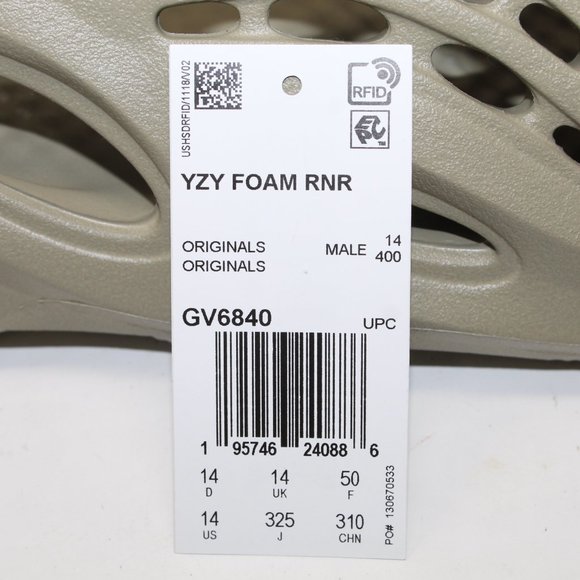 USHSDRFID/1118/V02
RFID
EPC™
YZY FOAM RNR
ORIGINALS MALE 14
ORIGINALS 400
GV6840 UPC
1 95746 24088 6
14 14 50
D UK F
14 325 310
US J CHN
PO# 130670533